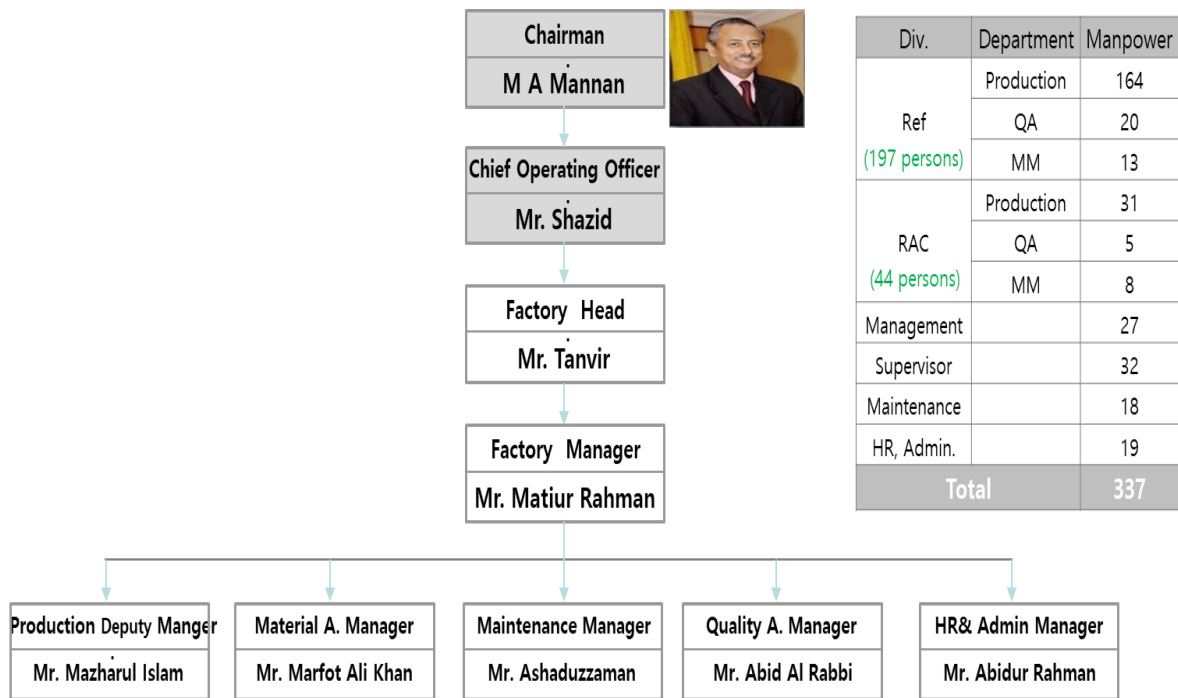 Chairman
M A Mannan
Chief Operating Officer
Mr. Shazid
Factory Head
Mr. Tanvir
Factory Manager
Mr. Matiur Rahman
Production Deputy Manger
Mr. Mazharul Islam
Material A. Manager
Mr. Marfot Ali Khan
Maintenance Manager
Mr. Ashaduzzaman
Quality A. Manager
Mr. Abid Al Rabbi
HR& Admin Manager
Mr. Abidur Rahman
Div. Department Manpower
Ref
(197 persons)
Production 164
QA 20
MM 13
RAC
(44 persons)
Production 31
QA 5
MM 8
Management 27
Supervisor 32
Maintenance 18
HR, Admin. 19
Total 337